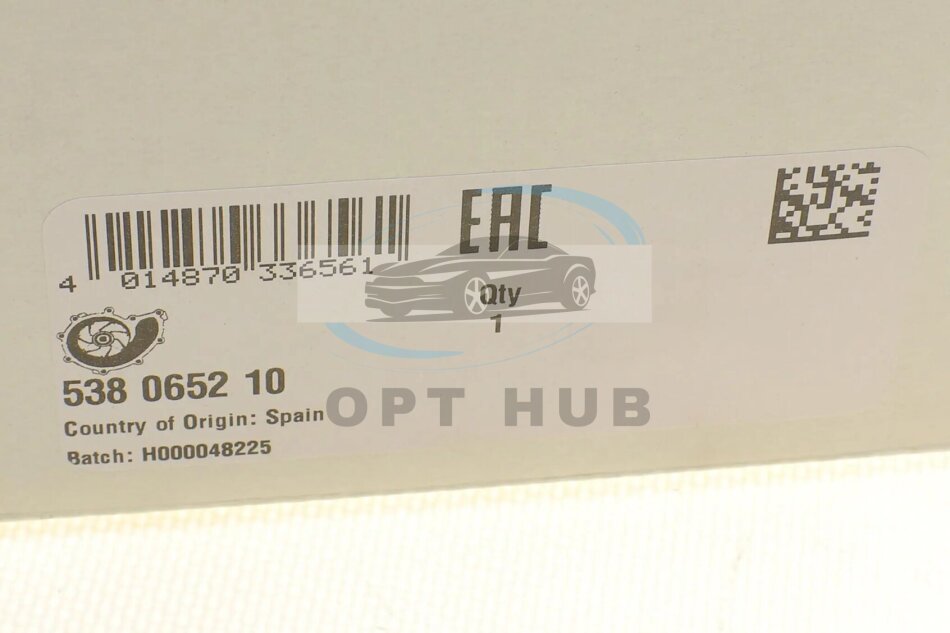 EAC
4 014870 336561
Qty
1
538 0652 10
Country of Origin: Spain
Batch: H000048225
OPT HUB